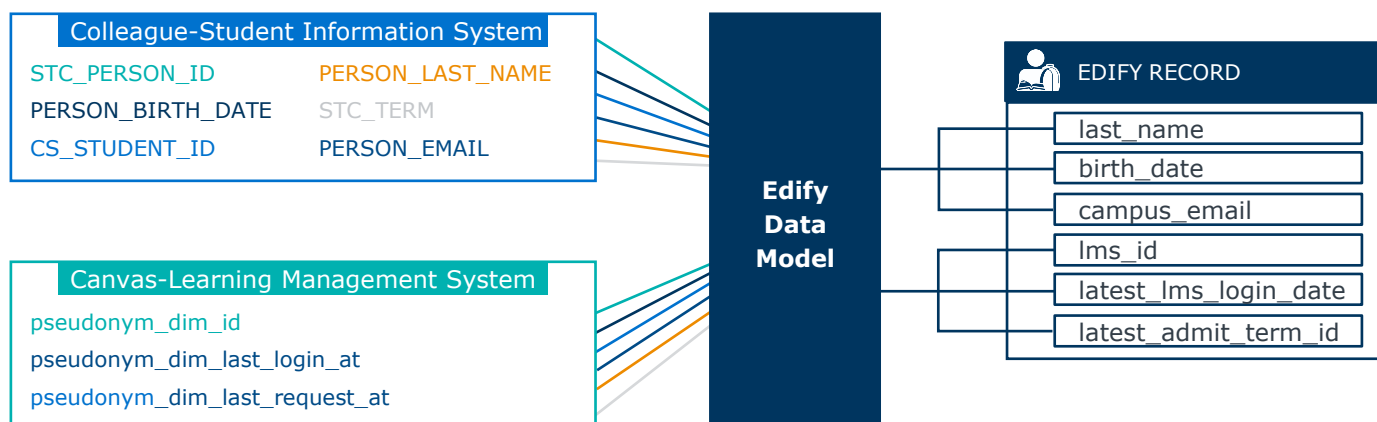 Colleague-Student Information System
STC_PERSON_ID PERSON_LAST_NAME
PERSON_BIRTH_DATE STC_TERM
CS_STUDENT_ID PERSON_EMAIL
Canvas-Learning Management System
pseudonym_dim_id
pseudonym_dim_last_login_at
pseudonym_dim_last_request_at
Edify
Data
Model
EDIFY RECORD
last_name
birth_date
campus_email
lms_id
latest_lms_login_date
latest_admit_term_id